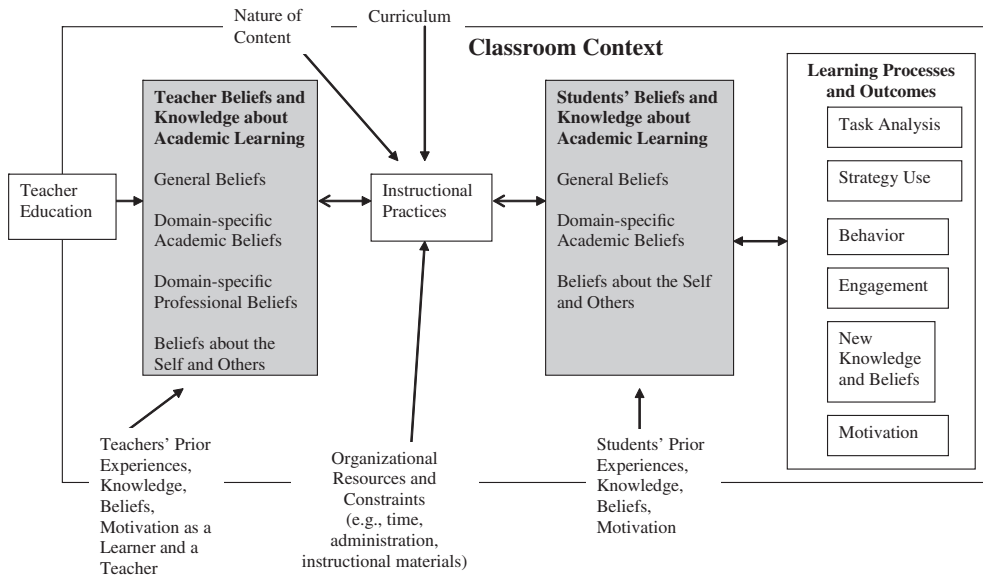 Nature of
Content
Curriculum
Classroom Context
Teacher
Education
Teacher Beliefs and
Knowledge about
Academic Learning
General Beliefs
Domain-specific
Academic Beliefs
Domain-specific
Professional Beliefs
Beliefs about the
Self and Others
Instructional
Practices
Students’ Beliefs and
Knowledge about
Academic Learning
General Beliefs
Domain-specific
Academic Beliefs
Beliefs about the Self
and Others
Learning Processes
and Outcomes
Task Analysis
Strategy Use
Behavior
Engagement
New
Knowledge
and Beliefs
Motivation
Teachers’ Prior
Experiences,
Knowledge,
Beliefs,
Motivation as a
Learner and a
Teacher
Organizational
Resources and
Constraints
(e.g., time,
administration,
instructional materials)
Students’ Prior
Experiences,
Knowledge,
Beliefs,
Motivation